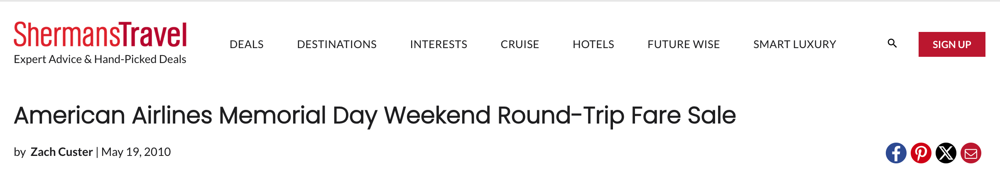 ShermansTravel
Expert Advice & Hand-Picked Deals
DEALS DESTINATIONS INTERESTS CRUISE HOTELS FUTURE WISE SMART LUXURY SIGN UP
American Airlines Memorial Day Weekend Round-Trip Fare Sale
by Zach Custer | May 19, 2010